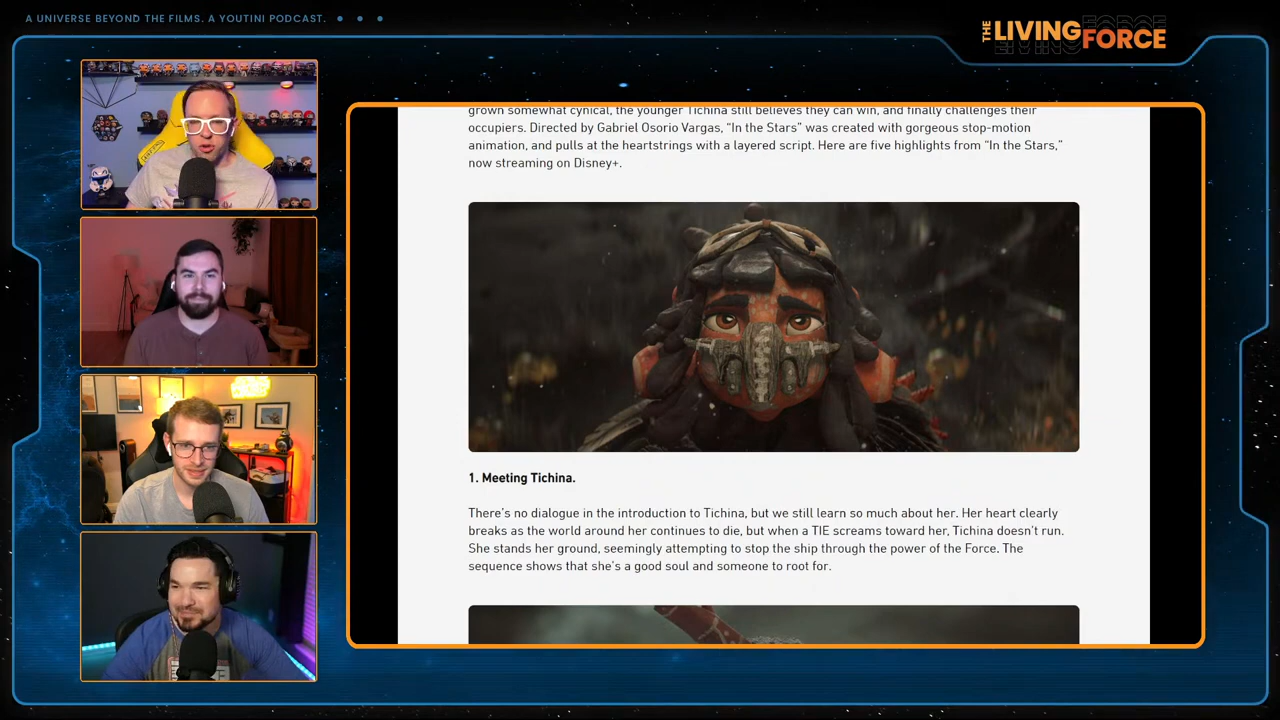 A UNIVERSE BEYOND THE FILMS. A YOUTINI PODCAST.
THE LIVING FORCE
grown somewhat cynical, the younger Tichina still believes they can win, and finally challenges their
occupiers. Directed by Gabriel Osorio Vargas, “In the Stars” was created with gorgeous stop-motion
animation, and pulls at the heartstrings with a layered script. Here are five highlights from “In the Stars,”
now streaming on Disney+.
1. Meeting Tichina.
There’s no dialogue in the introduction to Tichina, but we still learn so much about her. Her heart clearly
breaks as the world around her continues to die, but when a TIE screams toward her, Tichina doesn’t run.
She stands her ground, seemingly attempting to stop the ship through the power of the Force. The
sequence shows that she’s a good soul and someone to root for.